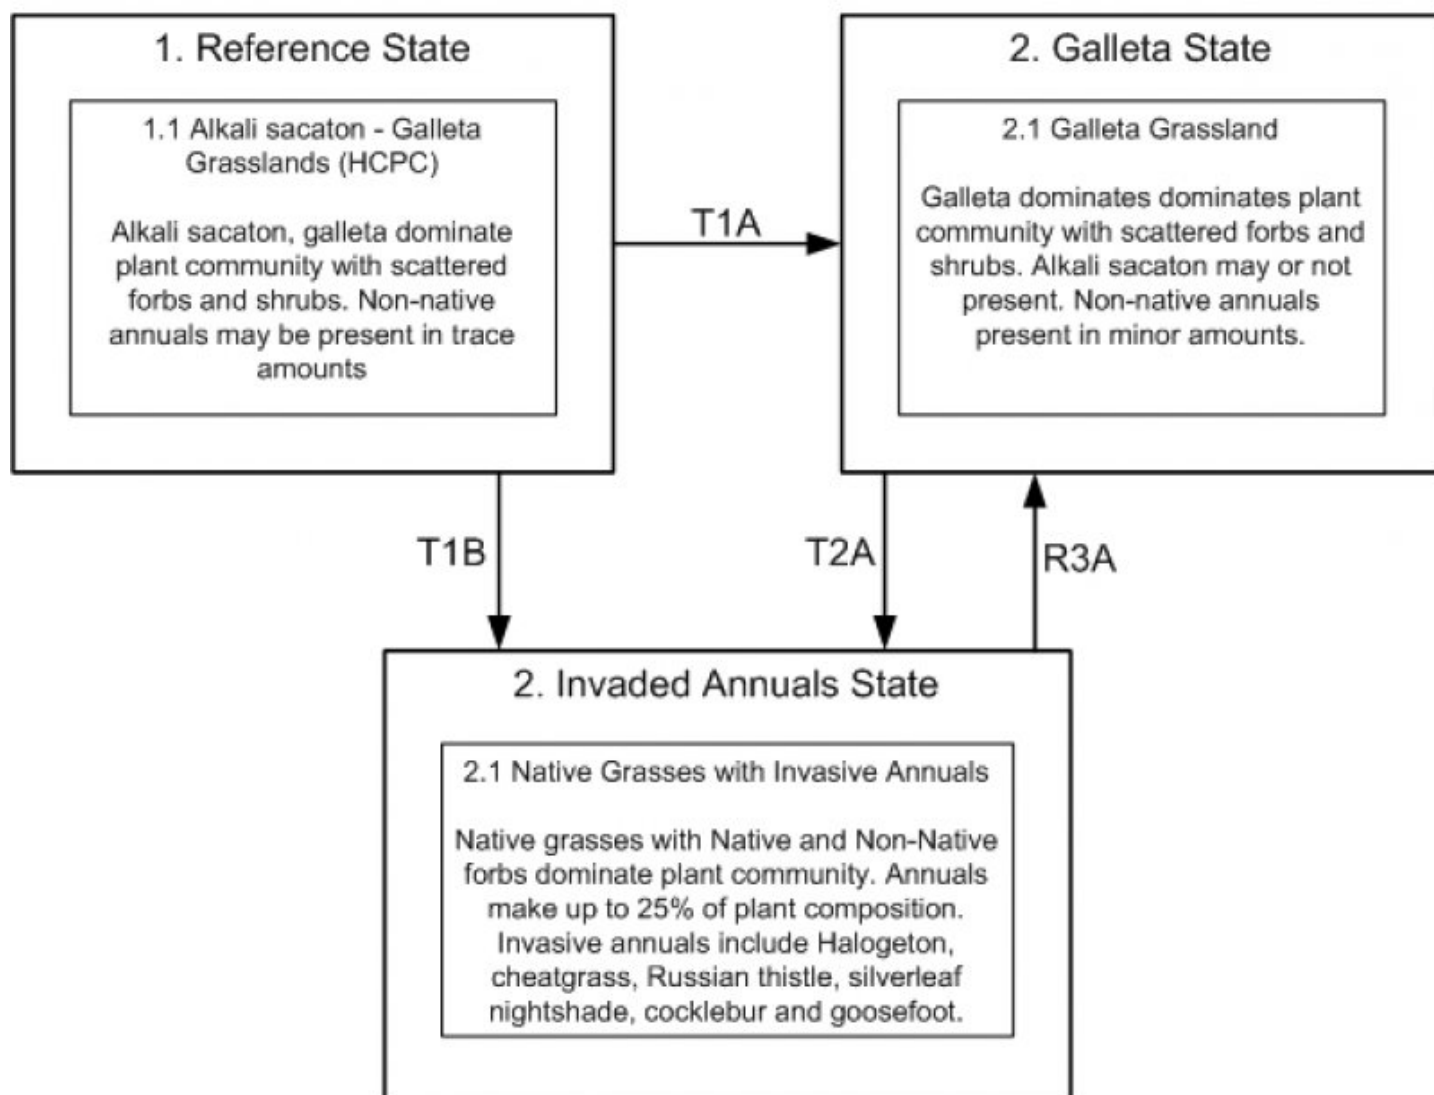 1. Reference State
1.1 Alkali sacaton - Galleta
Grasslands (HCPC)
Alkali sacaton, galleta dominate
plant community with scattered
forbs and shrubs. Non-native
annuals may be present in trace
amounts
T1A
2. Galleta State
2.1 Galleta Grassland
Galleta dominates dominates plant
community with scattered forbs and
shrubs. Alkali sacaton may or not
present. Non-native annuals
present in minor amounts.
T1B
T2A
R3A
2. Invaded Annuals State
2.1 Native Grasses with Invasive Annuals
Native grasses with Native and Non-Native
forbs dominate plant community. Annuals
make up to 25% of plant composition.
Invasive annuals include Halogeton,
cheatgrass, Russian thistle, silverleaf
nightshade, cocklebur and goosefoot.